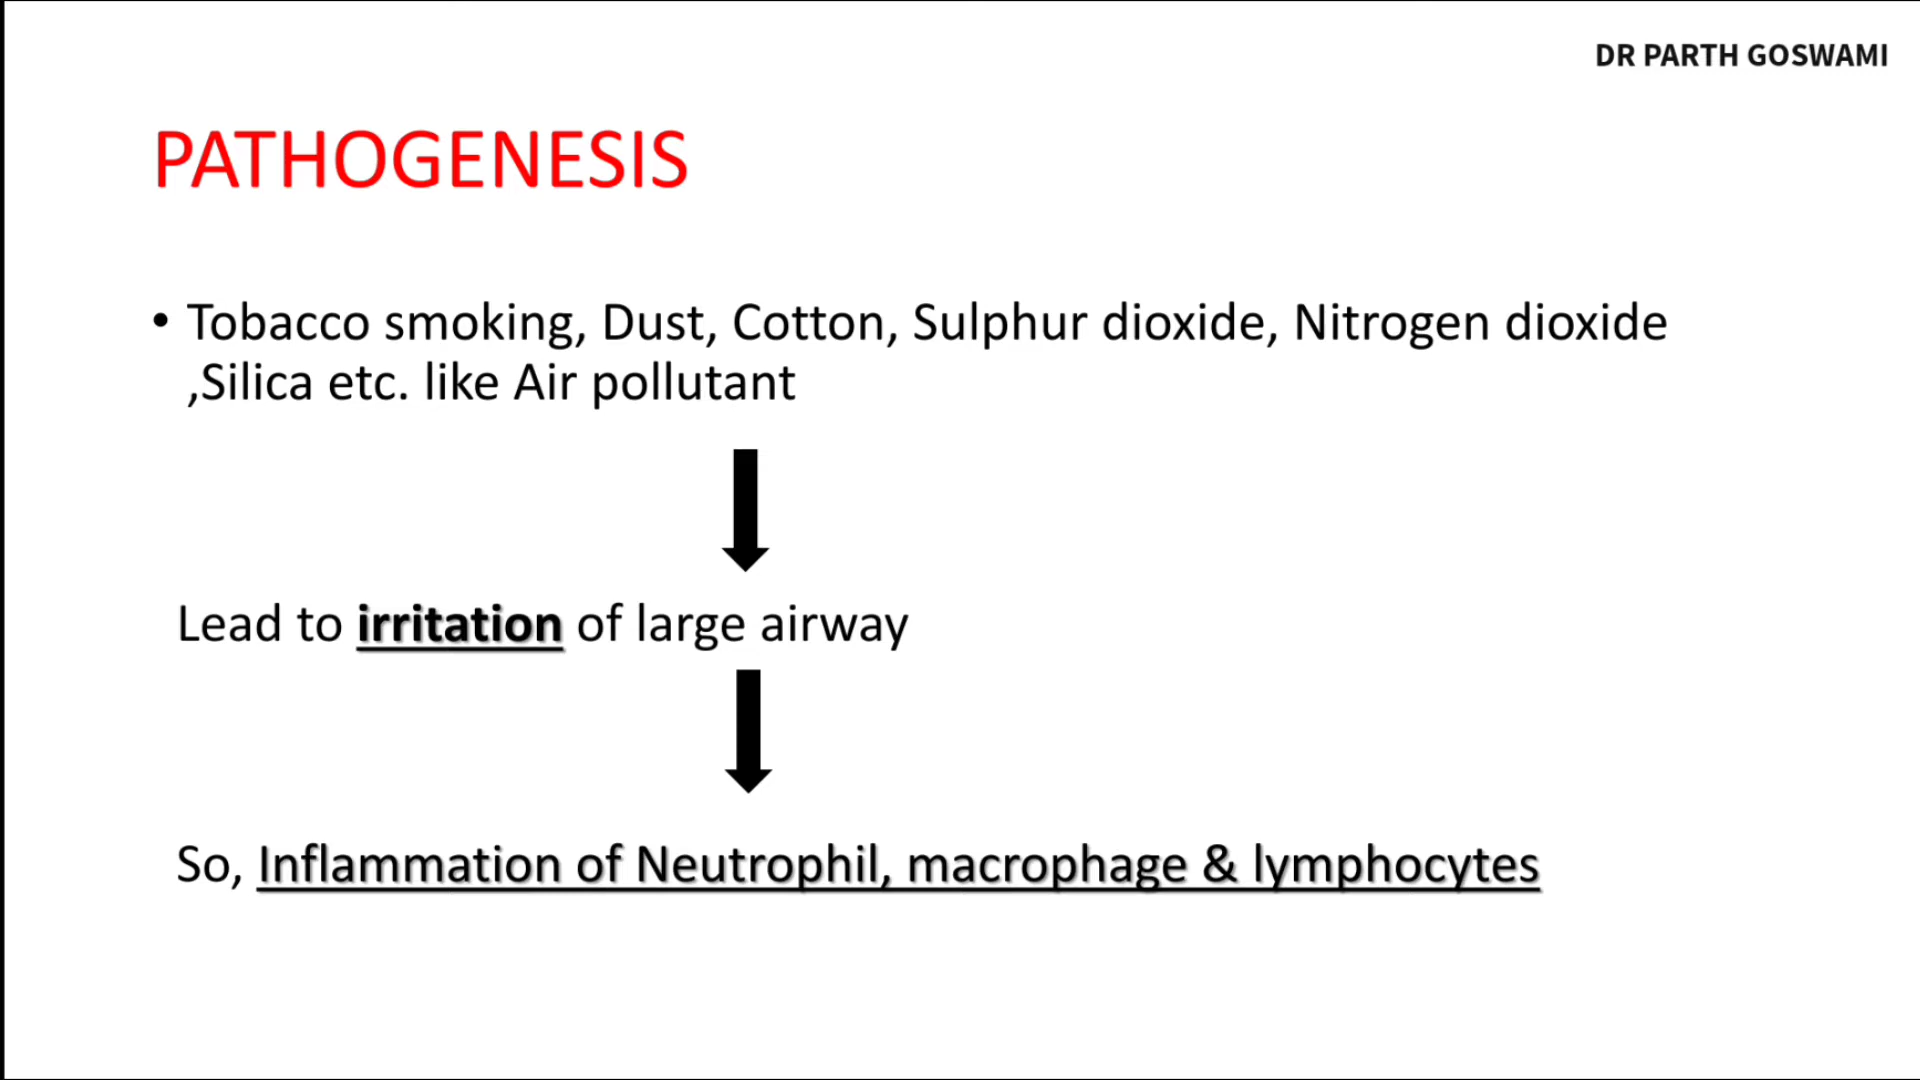 DR PARTH GOSWAMI
PATHOGENESIS
• Tobacco smoking, Dust, Cotton, Sulphur dioxide, Nitrogen dioxide
,Silica etc. like Air pollutant
Lead to irritation of large airway
So, Inflammation of Neutrophil, macrophage & lymphocytes